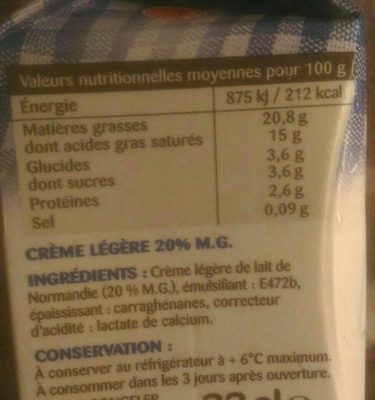 Valeurs nutritionnelles moyennes pour 100 g
Énergie 875 kJ / 212 kcal
Matières grasses 20,8 g
dont acides gras saturés 15 g
Glucides 3,6 g
dont sucres 3,6 g
Protéines 2,6 g
Sel 0,09 g
CRÈME LÉGÈRE 20% M.G.
INGRÉDIENTS : Crème légère de lait de
Normandie (20 % M.G.), émulsifiant : E472b,
épaississant : carraghénanes, correcteur
d'acidité : lactate de calcium.
CONSERVATION :
À conserver au réfrigérateur à + 6°C maximum.
À consommer dans les 3 jours après ouverture.